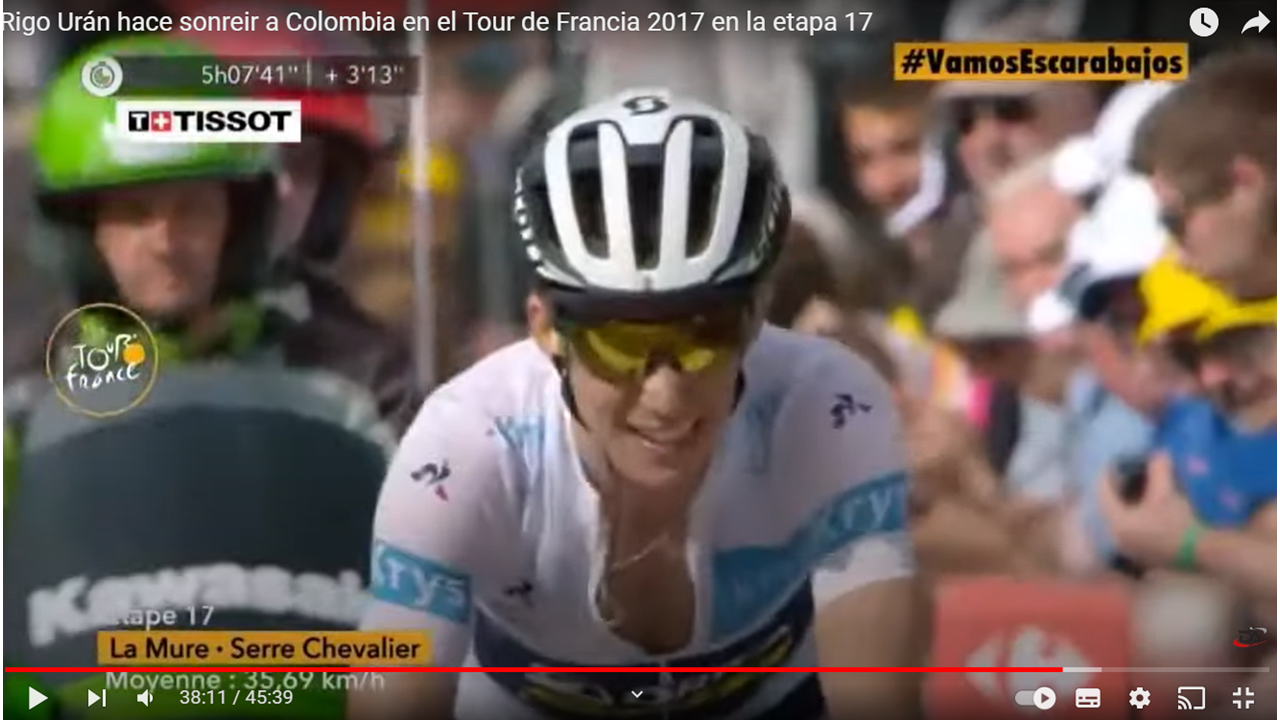 Rigo Urán hace sonreir a Colombia en el Tour de Francia 2017 en la etapa 17
5h07'41'' + 3'13''
#VamosEscarabajos
T+TISSOT
TOUR
france
Krys
Krys
Kawasaki
Étape 17
La Mure · Serre Chevalier
Moyenne : 35,69 km/h
38:11 / 45:39